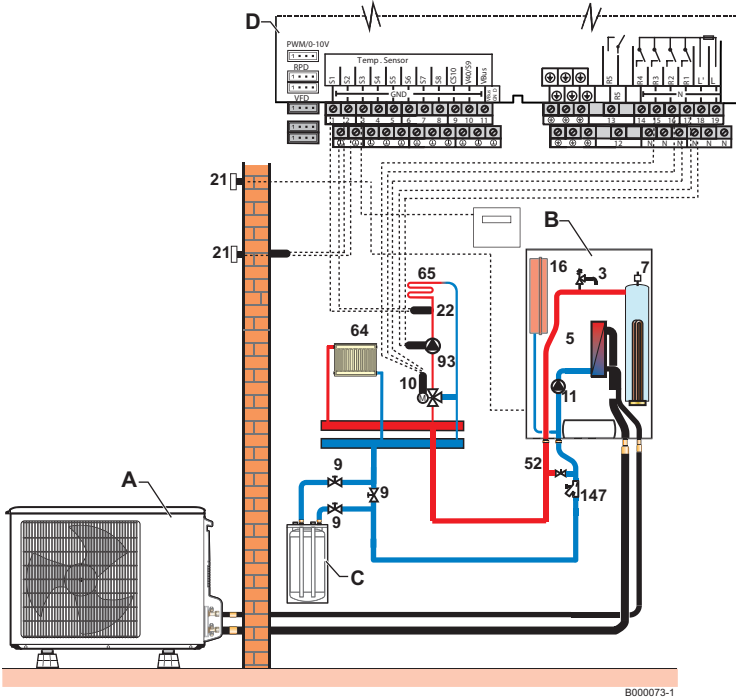 D
PWM/0-10V
RPD
VFD
Temp. Sensor
S1 S2 S3 S4 S5 S6 S7 S8 CS10 V40/S9 VBus
GND
R5 R4 R3 R2 R1 L' L
R5
N
1 2 3 4 5 6 7 8 9 10 11
13 14 15 16 17 18 19
12 N N N N N N
21
21
B
16 3 7
65
22
5
64
93
10
M
11
9
52
9
147
9
A
C
B000073-1